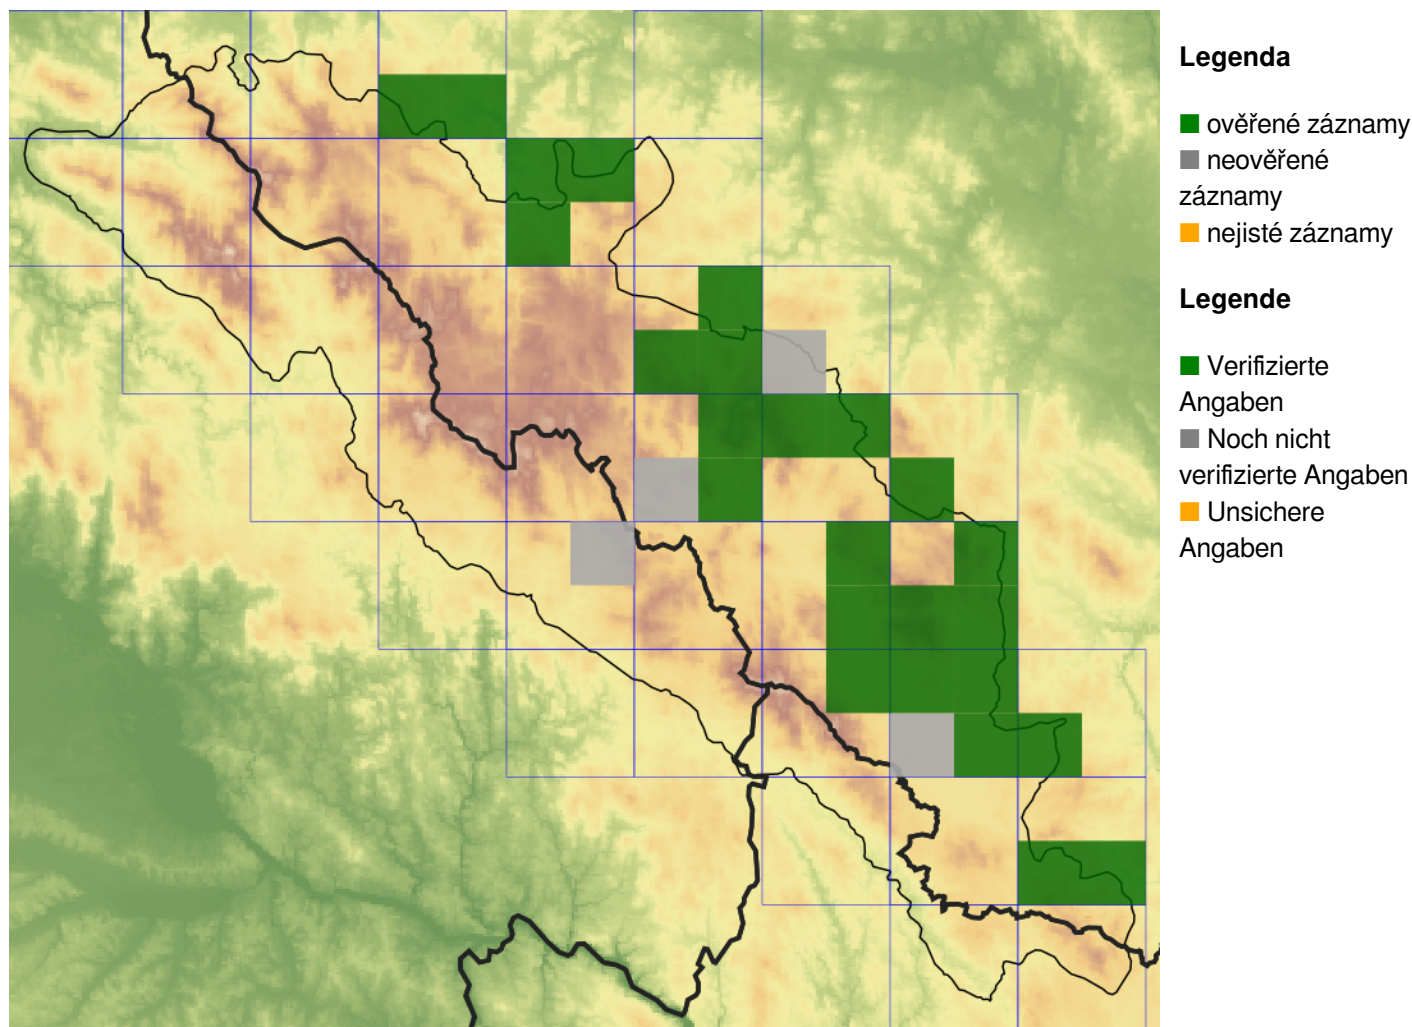 Legenda
ověřené záznamy
neověřené
záznamy
nejisté záznamy
Legende
Verifizierte
Angaben
Noch nicht
verifizierte Angaben
Unsichere
Angaben